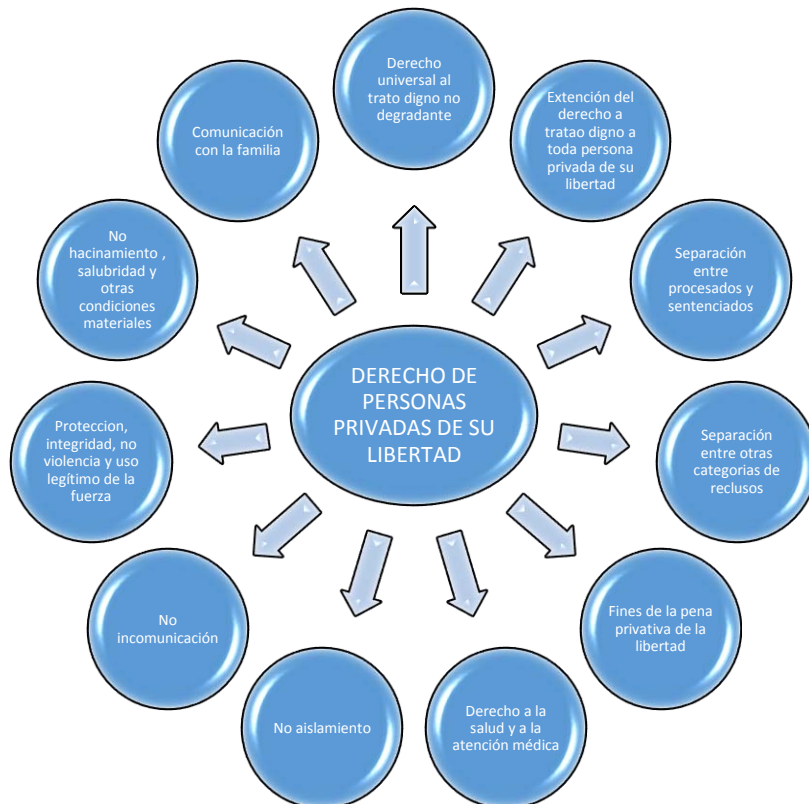 DERECHO DE
PERSONAS
PRIVADAS DE SU
LIBERTAD
Derecho
universal al
trato digno no
degradante
Extención del
derecho a
tratao digno a
toda persona
privada de su
libertad
Separación
entre
procesados y
sentenciados
Separación
entre otras
categorias de
reclusos
Fines de la pena
privativa de la
libertad
Derecho a la
salud y a la
atención médica
No aislamiento
No
incomunicación
Proteccion,
integridad, no
violencia y uso
legítimo de la
fuerza
No
hacinamiento ,
salubridad y
otras
condiciones
materiales
Comunicación
con la familia